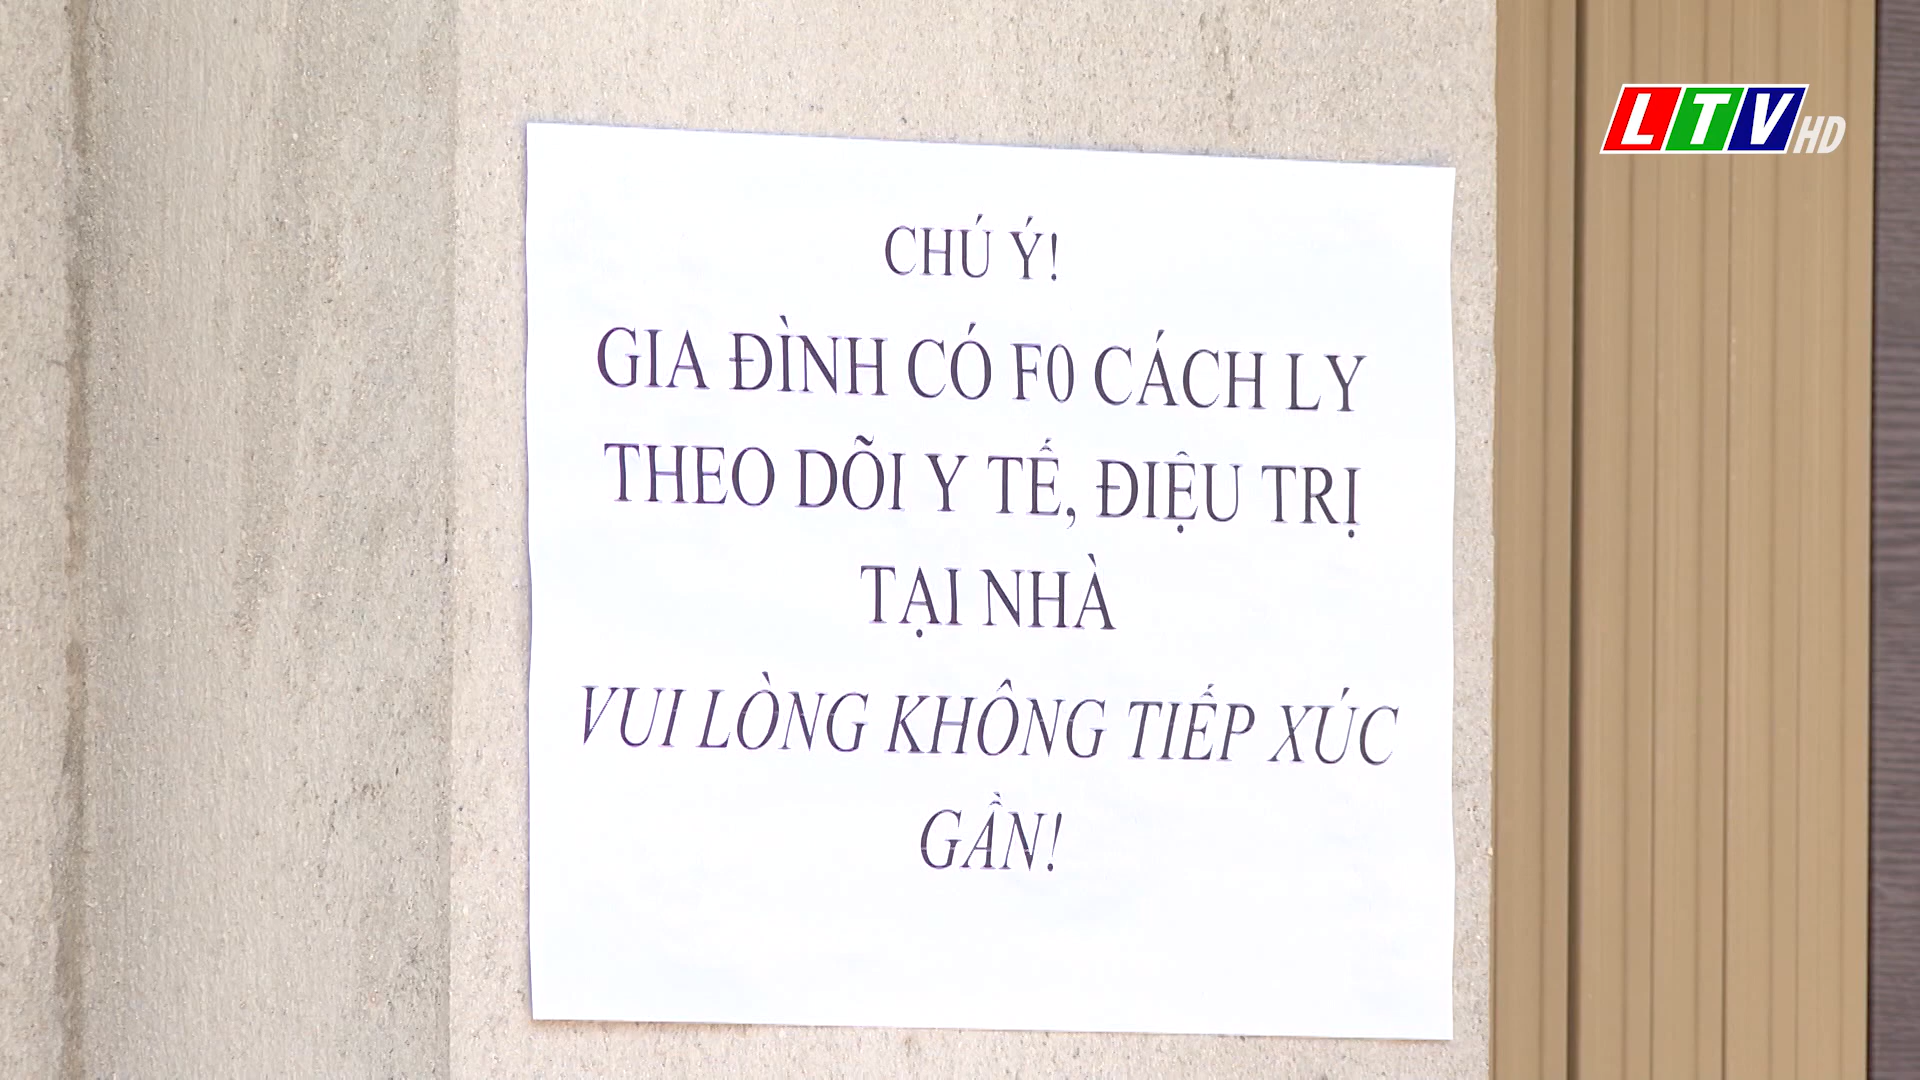 LTV HD
CHÚ Ý!
GIA ĐÌNH CÓ F0 CÁCH LY
THEO DÕI Y TẾ, ĐIỆU TRỊ
TẠI NHÀ
VUI LÒNG KHÔNG TIẾP XÚC
GẦN!